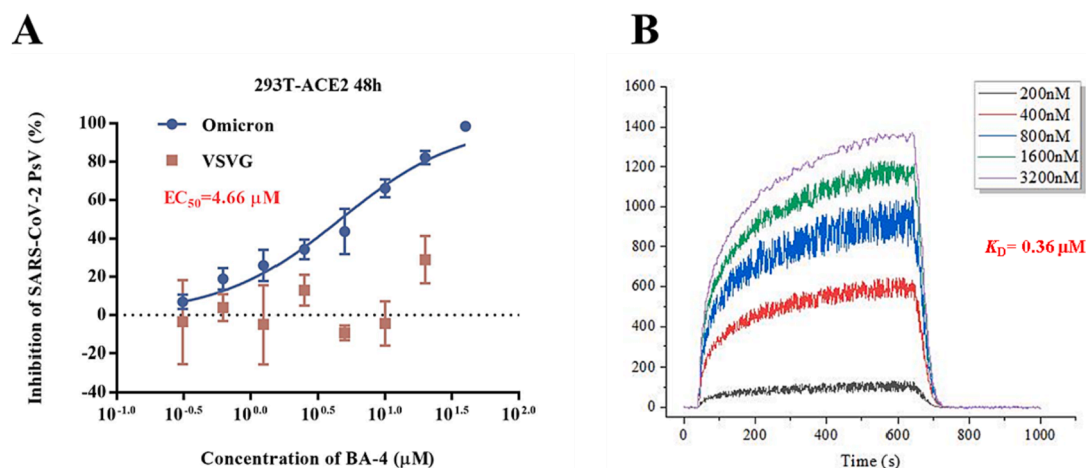 A
293T-ACE2 48h
Inhibition of SARS-CoV-2 PsV (%)
100
80
60
40
20
0
-20
-40
Omicron
VSVG
EC50=4.66 μM
10-1.0 10-0.5 100.0 100.5 101.0 101.5 102.0
Concentration of BA-4 (μM)
B
1600
1400
1200
1000
800
600
400
200
0
200nM
400nM
800nM
1600nM
3200nM
KD= 0.36 μM
0 200 400 600 800 1000
Time (s)